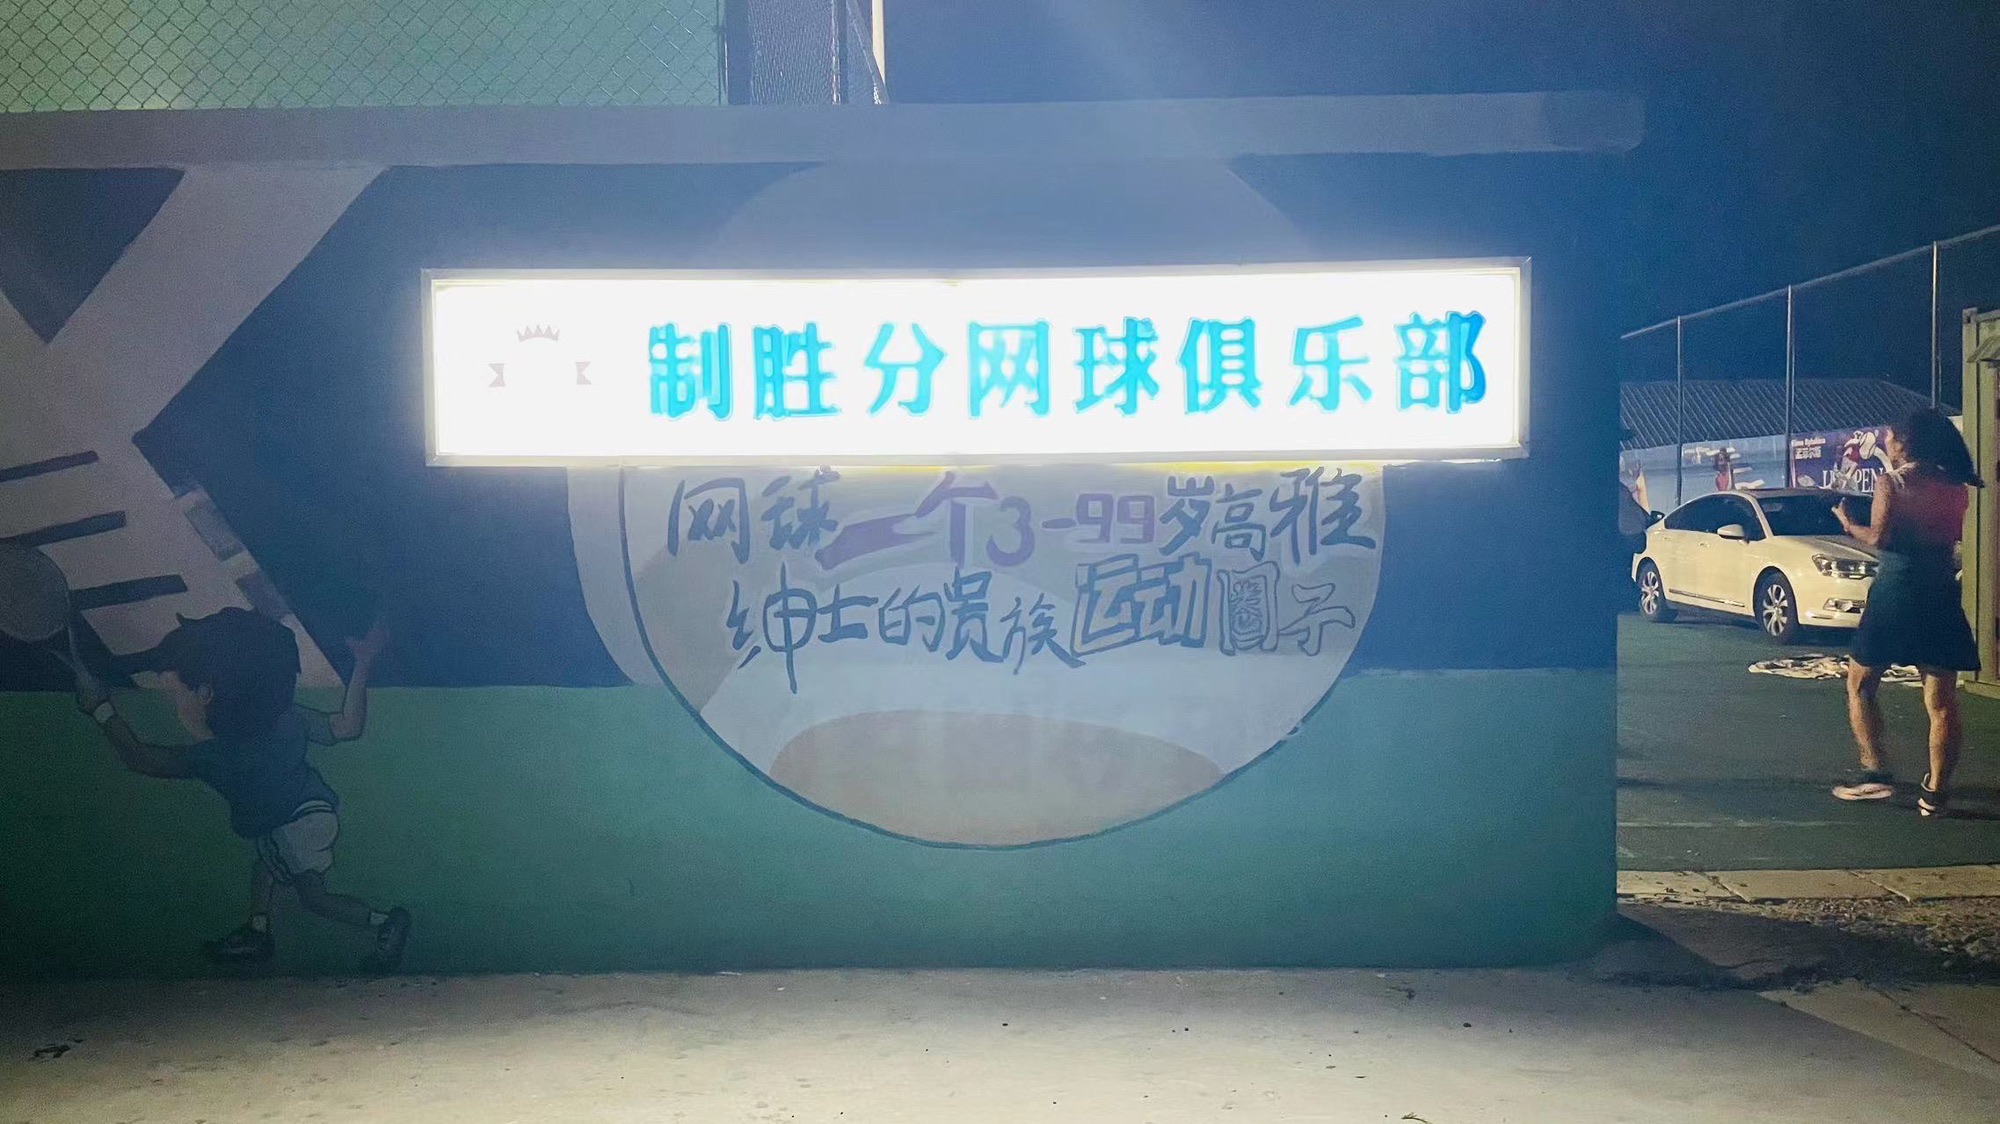 制胜分网球俱乐部
网球一个3-99岁高雅
绅士的贵族运动圈子